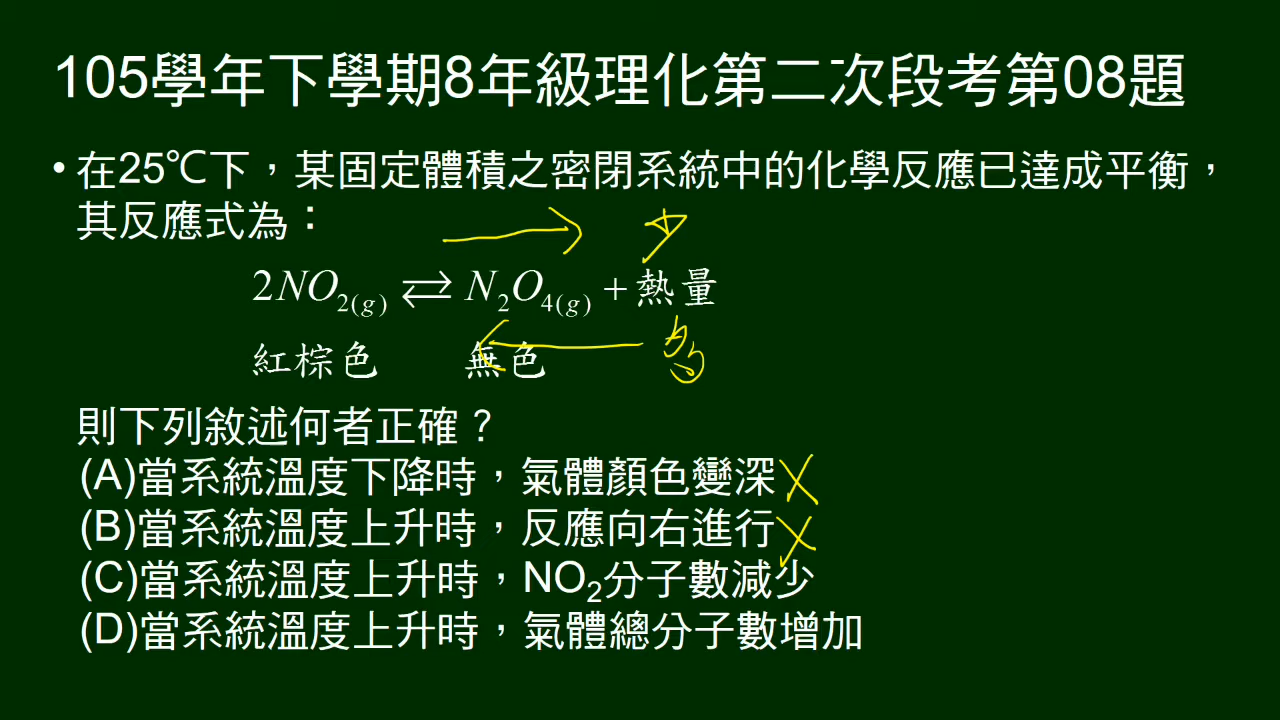 105學年下學期8年級理化第二次段考第08題
• 在25℃下，某固定體積之密閉系統中的化學反應已達成平衡，
其反應式為：
2NO₂(g) ⇄ N₂O₄(g) + 熱量
紅棕色 無色
則下列敘述何者正確？
(A)當系統溫度下降時，氣體顏色變深
(B)當系統溫度上升時，反應向右進行
(C)當系統溫度上升時，NO₂分子數減少
(D)當系統溫度上升時，氣體總分子數增加